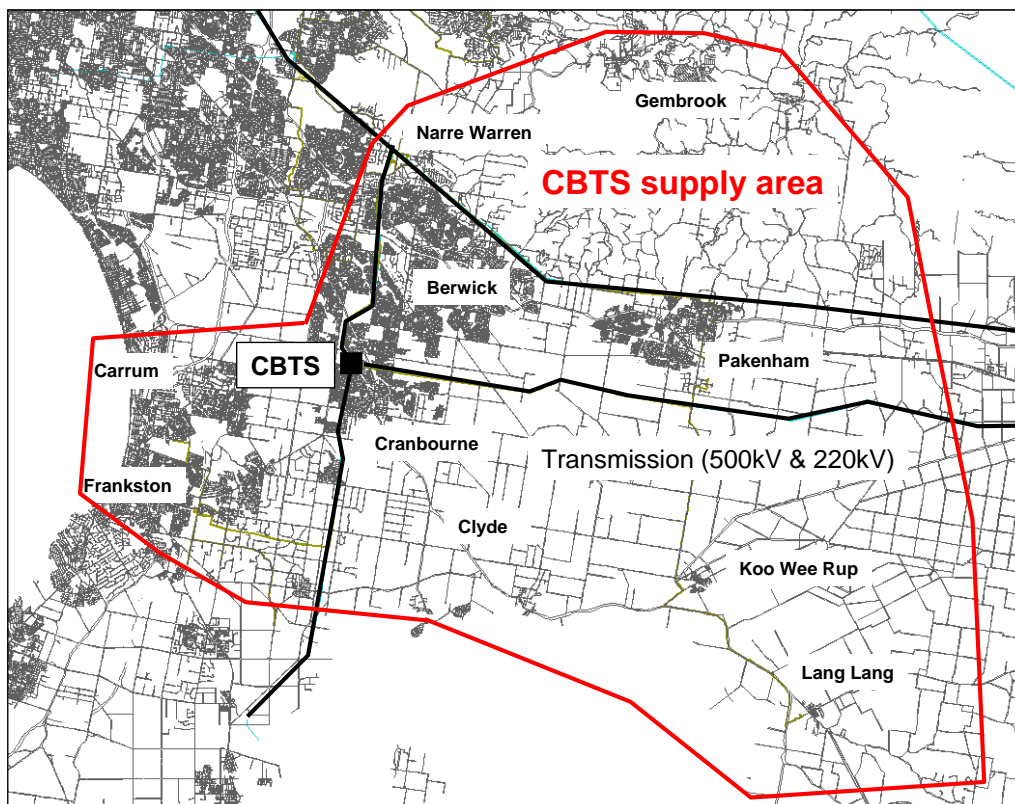 Gembrook
Narre Warren
CBTS supply area
Berwick
CBTS
Carrum
Pakenham
Cranbourne
Transmission (500kV & 220kV)
Frankston
Clyde
Koo Wee Rup
Lang Lang